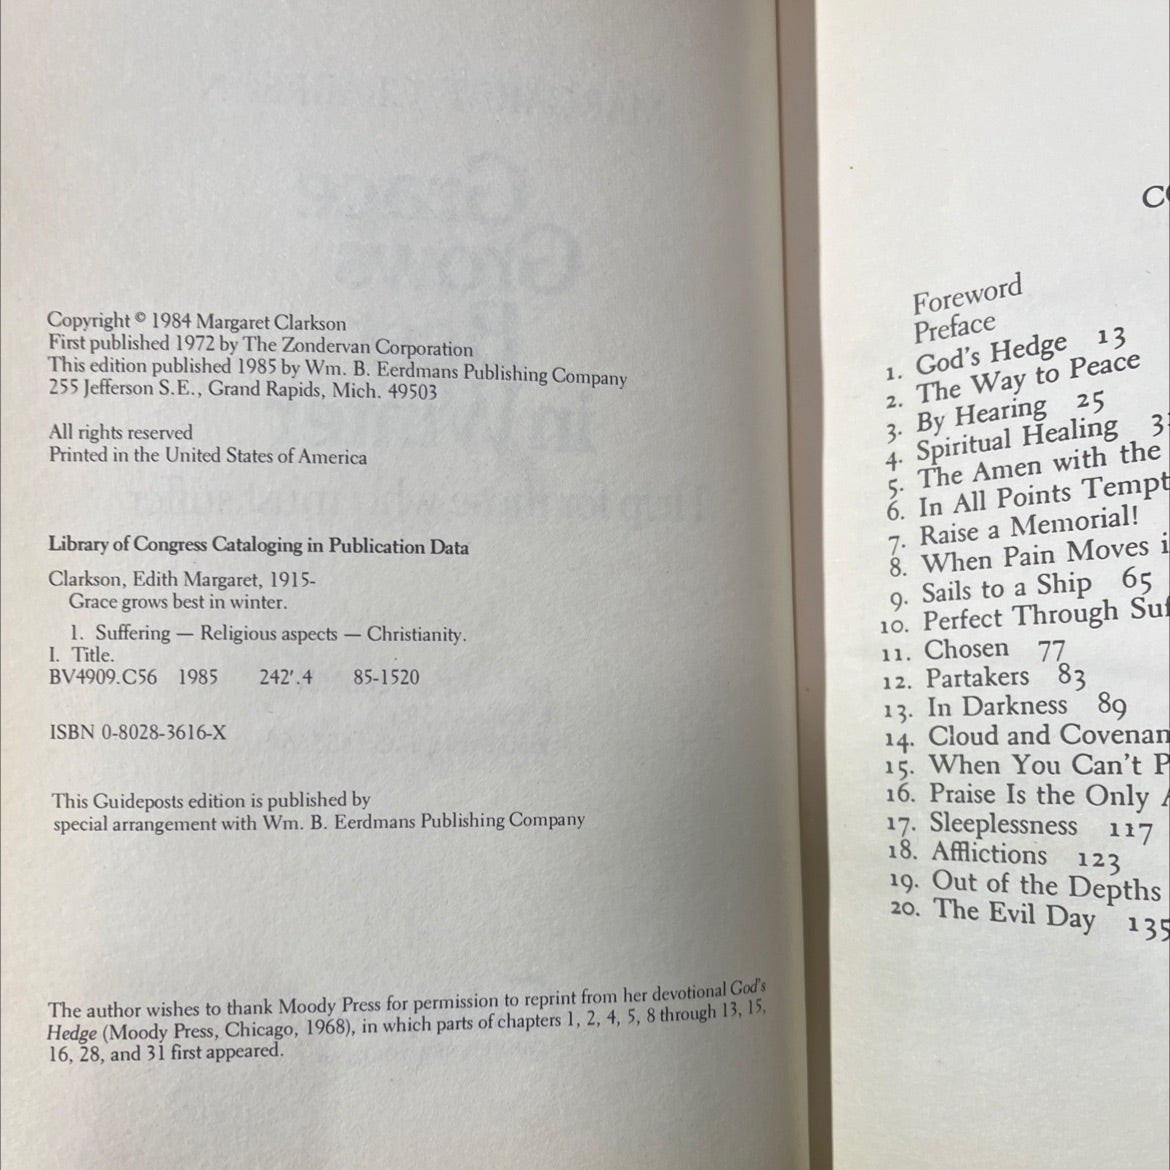 Copyright © 1984 Margaret Clarkson
First published 1972 by The Zondervan Corporation
This edition published 1985 by Wm. B. Eerdmans Publishing Company
255 Jefferson S.E., Grand Rapids, Mich. 49503
All rights reserved
Printed in the United States of America
Library of Congress Cataloging in Publication Data
Clarkson, Edith Margaret, 1915-
Grace grows best in winter.
1. Suffering — Religious aspects — Christianity.
I. Title.
BV4909.C56 1985 242'.4 85-1520
ISBN 0-8028-3616-X
This Guideposts edition is published by
special arrangement with Wm. B. Eerdmans Publishing Company
The author wishes to thank Moody Press for permission to reprint from her devotional God's
Hedge (Moody Press, Chicago, 1968), in which parts of chapters 1, 2, 4, 5, 8 through 13, 15,
16, 28, and 31 first appeared.
Foreword
Preface
1. God's Hedge 13
2. The Way to Peace
3. By Hearing 25
4. Spiritual Healing
5. The Amen with the
6. In All Points
7. Raise a Memorial!
8. When Pain Moves
9. Sails to a Ship 65
10. Perfect Through
11. Chosen 77
12. Partakers 83
13. In Darkness 89
14. Cloud and
15. When You Can't
16. Praise Is the Only
17. Sleeplessness 117
18. Afflictions 123
19. Out of the Depths
20. The Evil Day 135